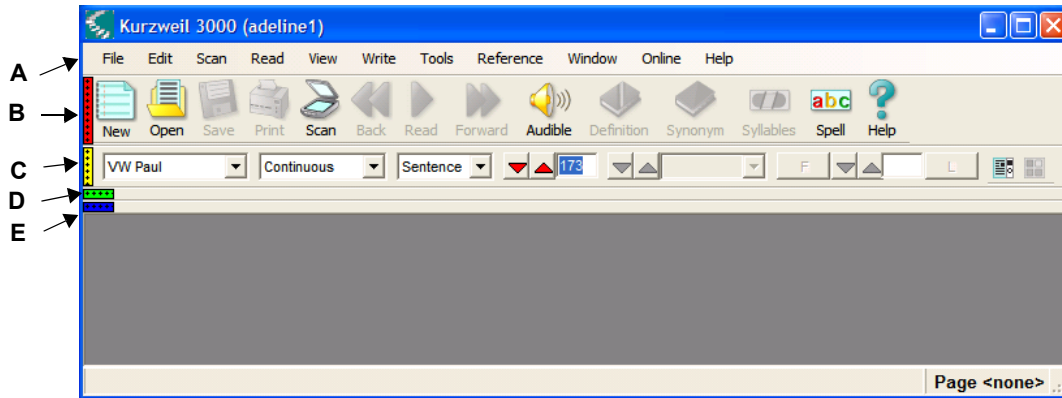 Kurzweil 3000 (adeline1)
A File Edit Scan Read View Write Tools Reference Window Online Help
B New Open Save Print Scan Back Read Forward Audible Definition Synonym Syllables Spell Help
abc
C VW Paul Continuous Sentence 173 F L
D
E
Page <none>